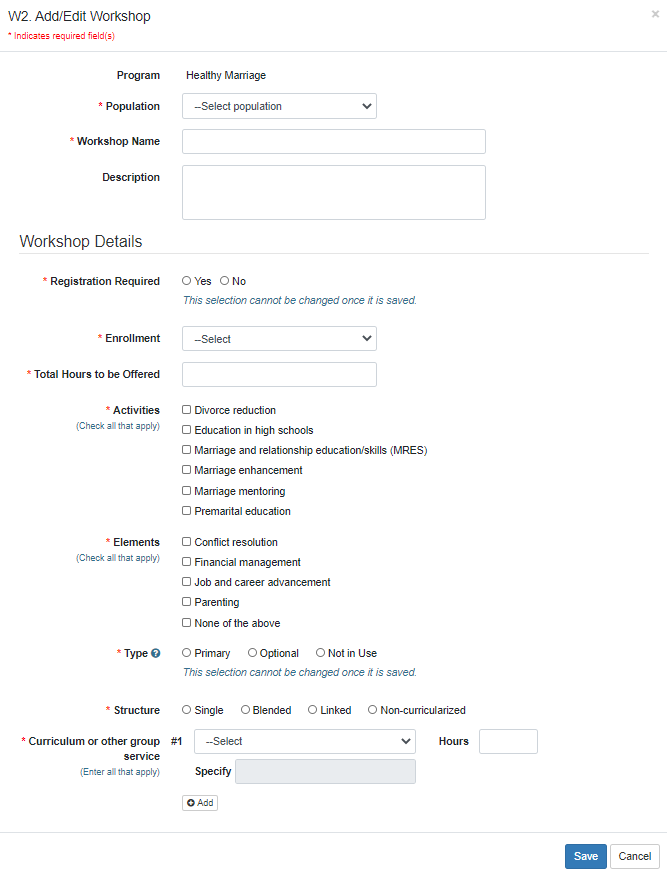 W2. Add/Edit Workshop
×
* Indicates required field(s)
Program Healthy Marriage
* Population --Select population
* Workshop Name
Description
Workshop Details
* Registration Required Yes No
This selection cannot be changed once it is saved.
* Enrollment --Select
* Total Hours to be Offered
* Activities
(Check all that apply)
Divorce reduction
Education in high schools
Marriage and relationship education/skills (MRES)
Marriage enhancement
Marriage mentoring
Premarital education
* Elements
(Check all that apply)
Conflict resolution
Financial management
Job and career advancement
Parenting
None of the above
* Type ? Primary Optional Not in Use
This selection cannot be changed once it is saved.
* Structure Single Blended Linked Non-curricularized
* Curriculum or other group
service
(Enter all that apply)
#1 --Select Hours
Specify
Add
Save Cancel